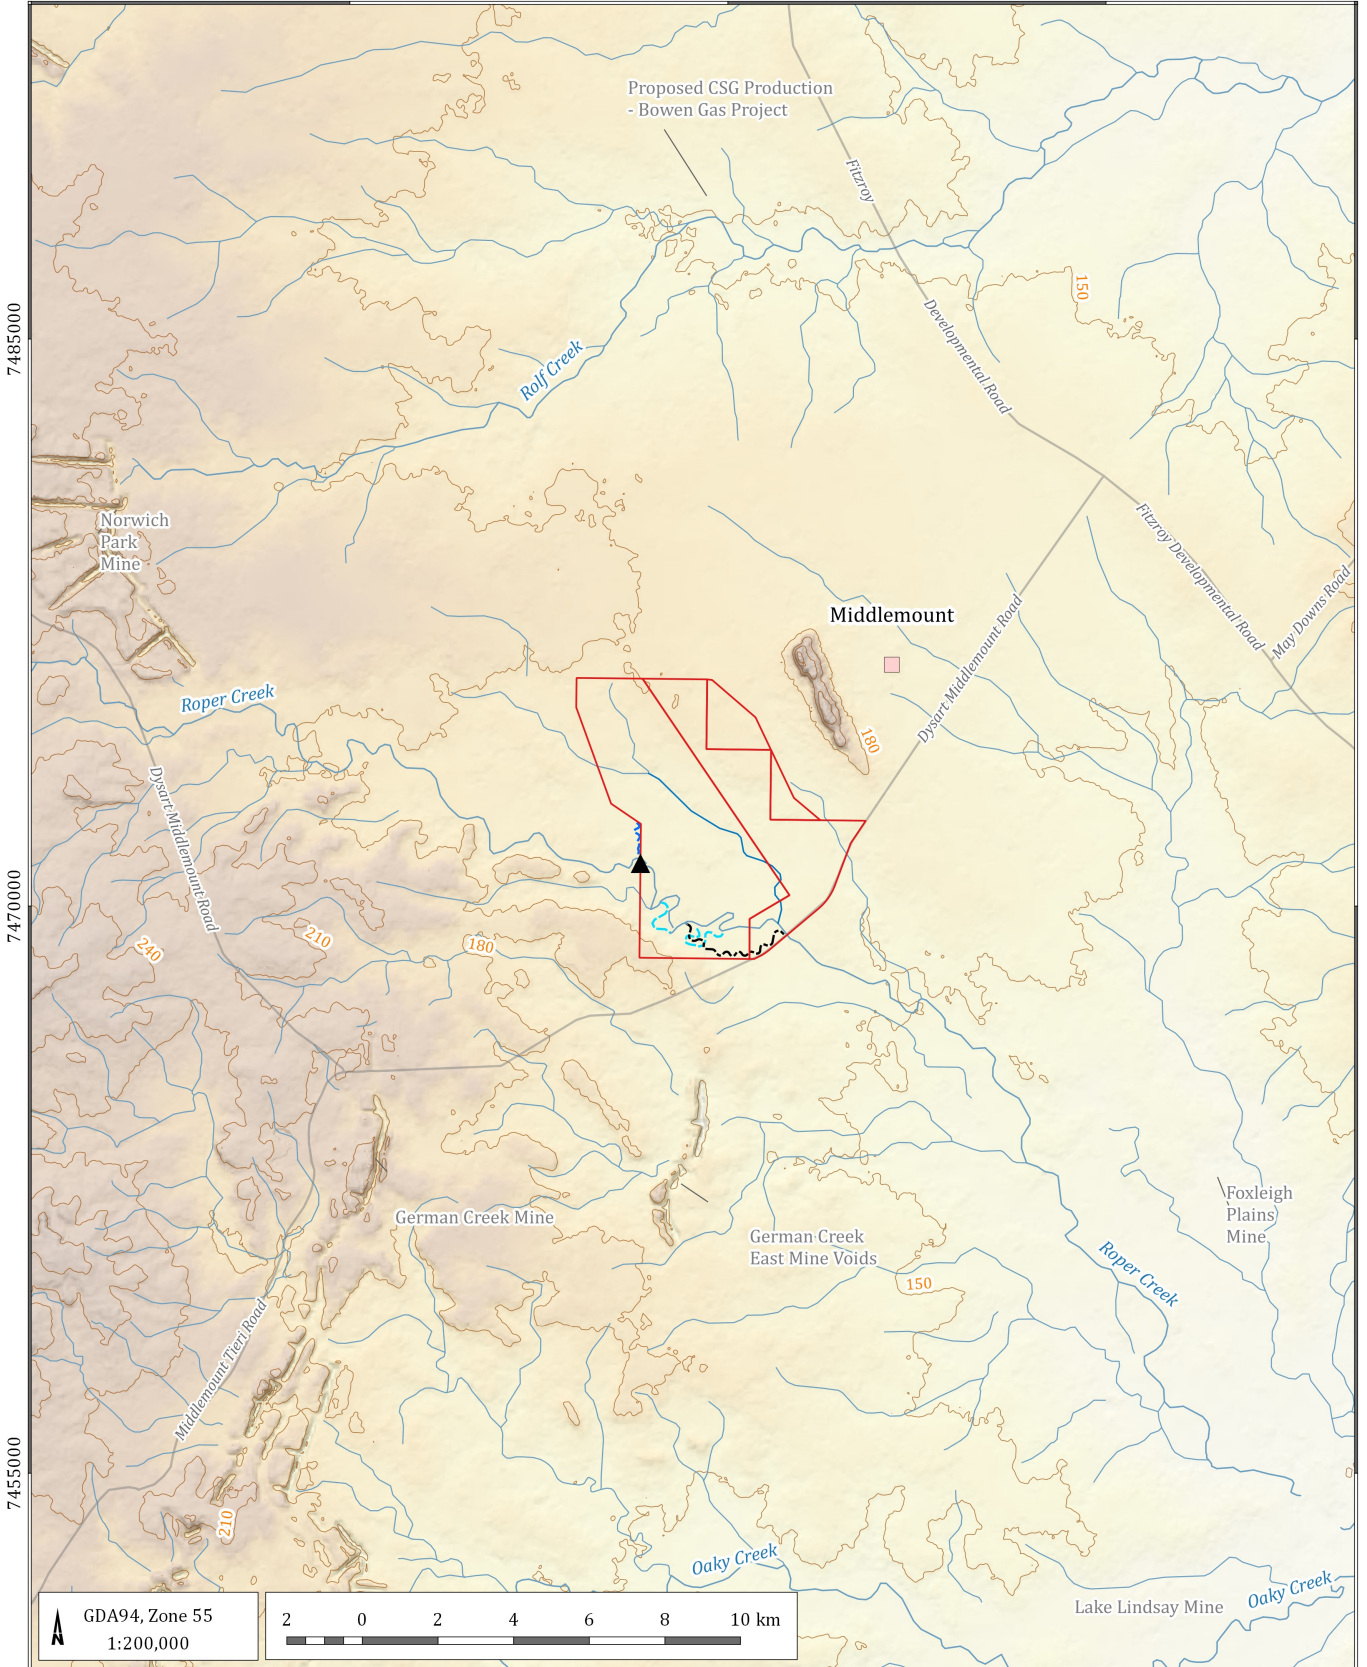 Proposed CSG Production
- Bowen Gas Project
Fitzroy
Developmental Road
150
7485000
Rolf Creek
Norwich
Park
Mine
Fitzroy Developmental Road
May Downs Road
Middlemount
Dysart Middlemount Road
Roper Creek
180
Dysart Middlemount Road
7470000
240
210
180
German Creek Mine
German Creek
East Mine Voids
Foxleigh
Plains
Mine
Roper Creek
150
Middlemount Tieri Road
7455000
210
Oaky Creek
Oaky Creek
Lake Lindsay Mine
N
GDA94, Zone 55
1:200,000
2 0 2 4 6 8 10 km